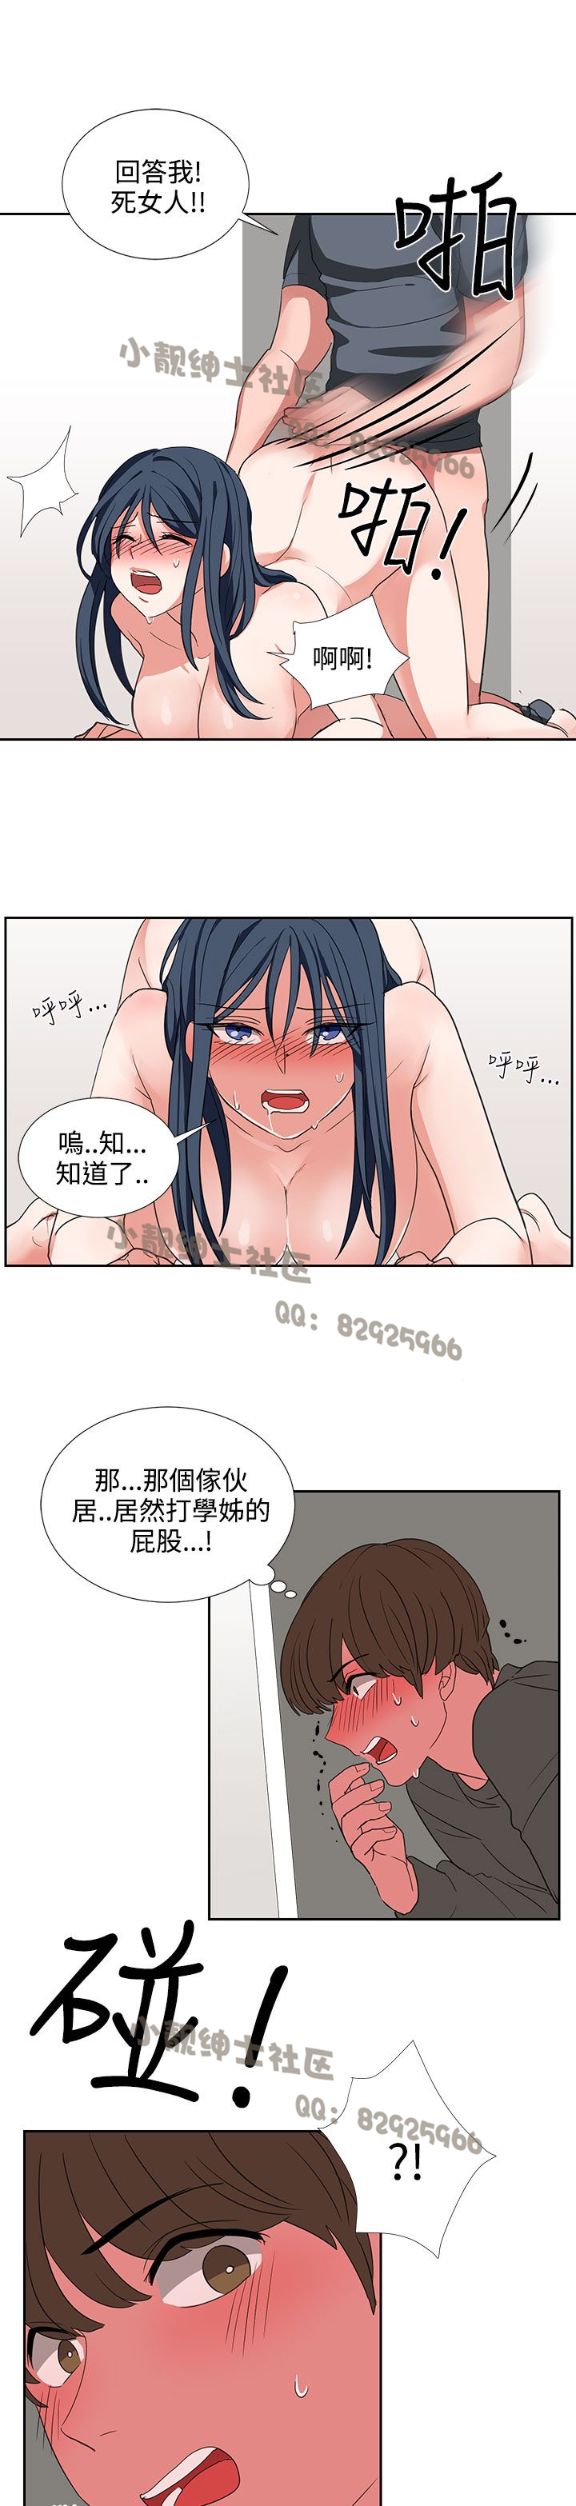 回答我!
死女人!!
啪
小靓绅士社区
QQ: 82925966
啪!
啊啊!
呼呼...
呼呼...
嗚..知...
知道了..
小靓绅士社区
QQ: 82925966
那...那個傢伙
居..居然打學姊的
屁股...!
碰!
小靓绅士社区
QQ: 82925966
?!